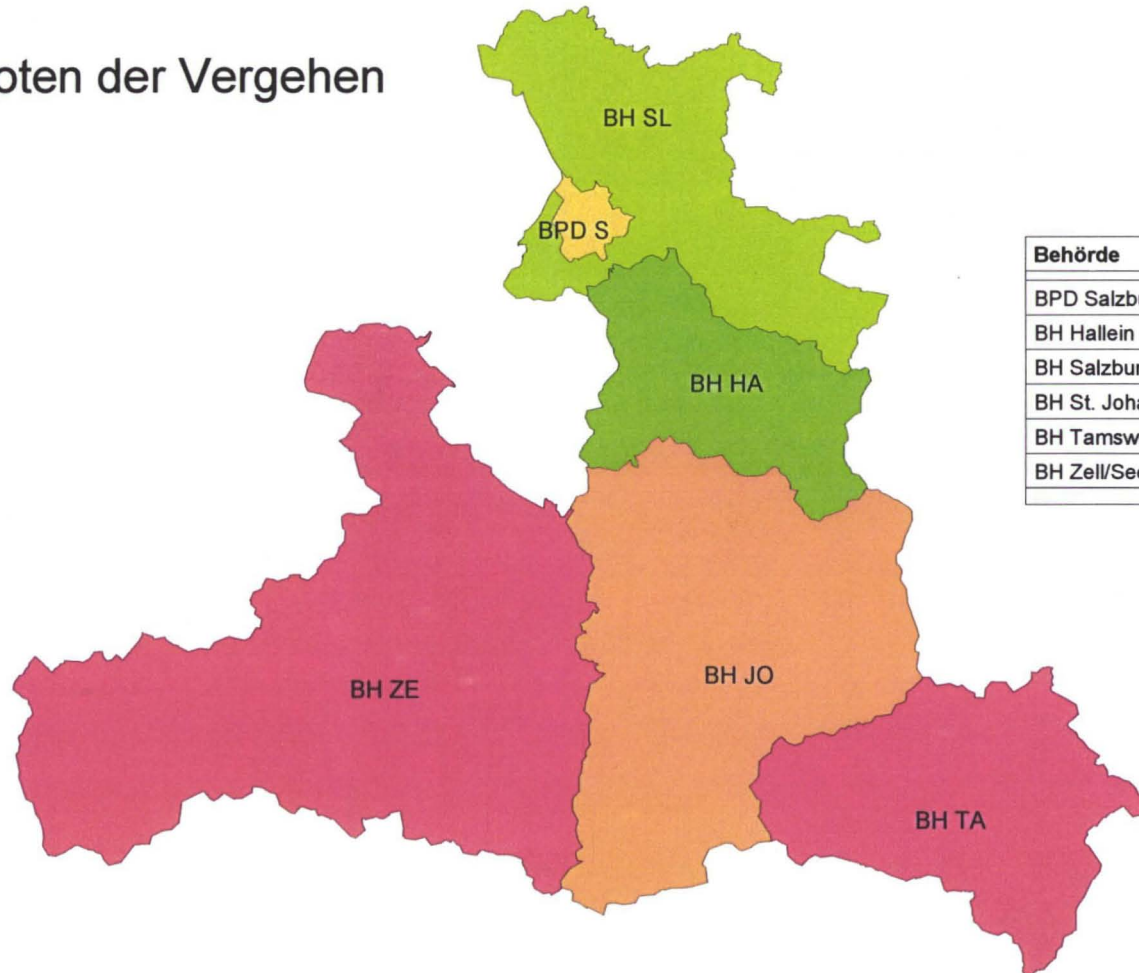 oten der Vergehen
BH SL
BPD S
BH HA
BH ZE
BH JO
BH TA
Behörde
BPD Salzbu
BH Hallein
BH Salzbur
BH St. Joha
BH Tamsw
BH Zell/See